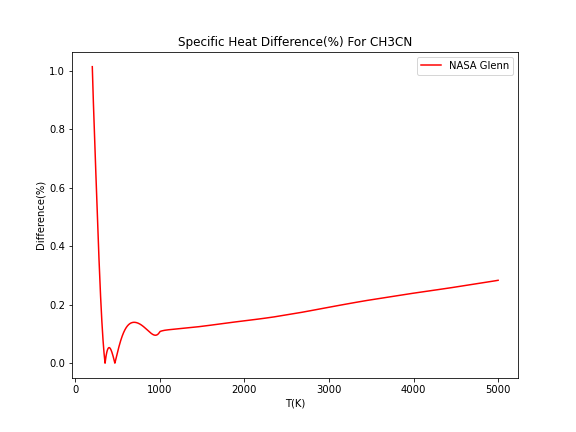 Specific Heat Difference(%) For CH3CN
NASA Glenn
1.0
0.8
0.6
0.4
0.2
0.0
Difference(%)
0 1000 2000 3000 4000 5000
T(K)